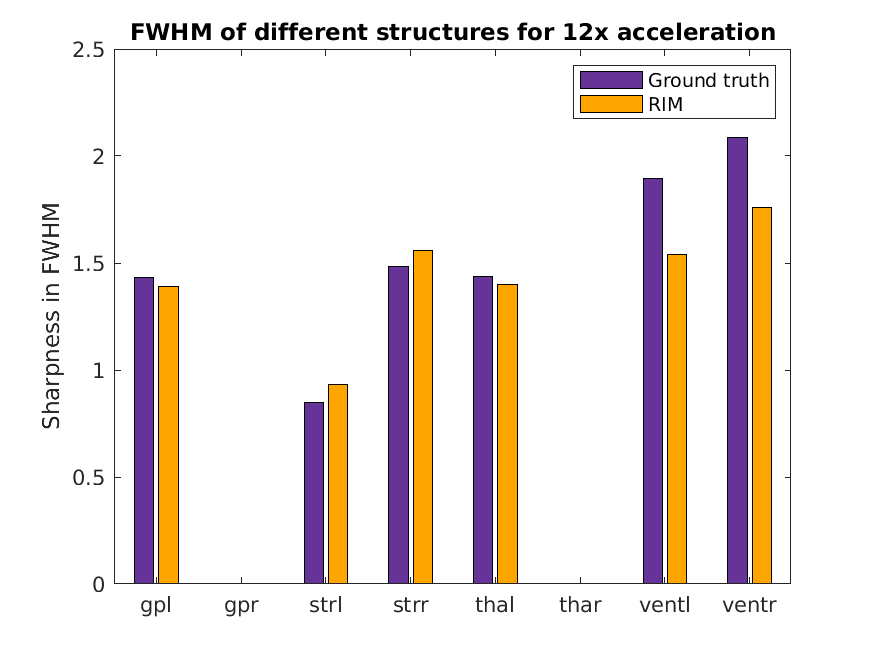 FWHM of different structures for 12x acceleration
Ground truth
RIM
Sharpness in FWHM
2.5
2
1.5
1
0.5
0
gpl gpr strl strr thal thar ventl ventr